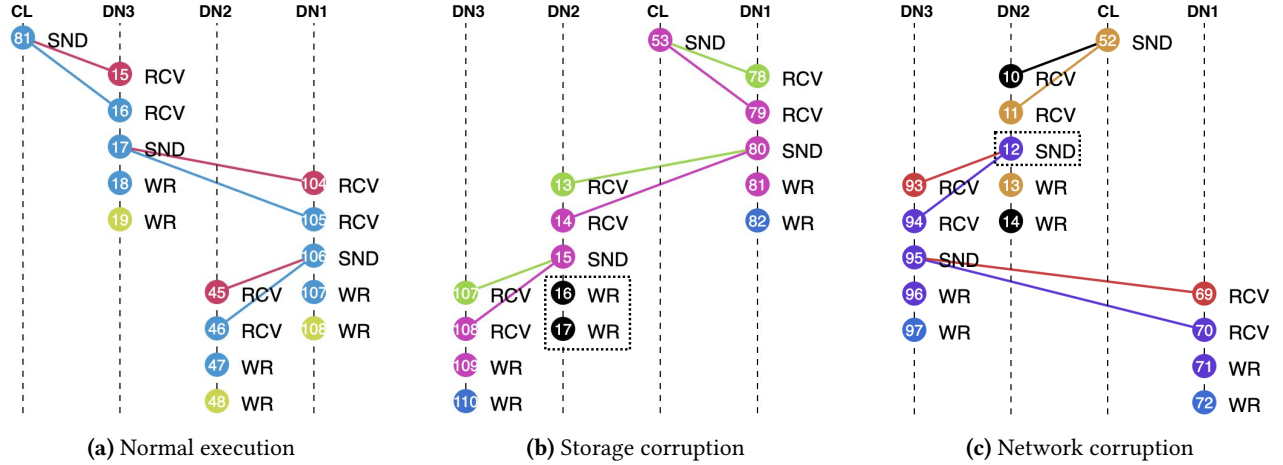 CL DN3 DN2 DN1
81 SND
15 RCV
16 RCV
17 SND
104 RCV
18 WR
105 RCV
19 WR
106 SND
45 RCV
107 WR
46 RCV
108 WR
47 WR
48 WR
(a) Normal execution
DN3 DN2 CL DN1
53 SND
78 RCV
79 RCV
80 SND
13 RCV
81 WR
14 RCV
82 WR
15 SND
107 RCV
16 WR
108 RCV
17 WR
109 WR
110 WR
(b) Storage corruption
DN3 DN2 CL DN1
52 SND
10 RCV
11 RCV
12 SND
93 RCV
13 WR
94 RCV
14 WR
95 SND
96 WR
69 RCV
97 WR
70 RCV
71 WR
72 WR
(c) Network corruption